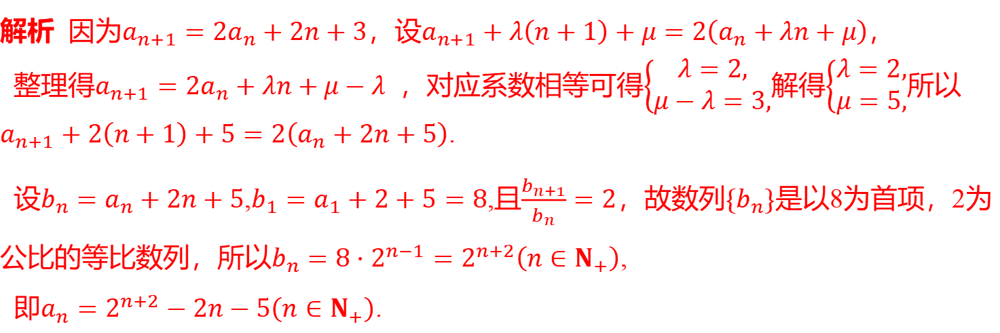 解析 因为$a_{n+1} = 2a_n + 2n + 3$，设$a_{n+1} + \lambda(n + 1) + \mu = 2(a_n + \lambda n + \mu)$，
整理得$a_{n+1} = 2a_n + \lambda n + \mu - \lambda$ ，对应系数相等可得$\begin{cases} \lambda = 2, \\ \mu - \lambda = 3, \end{cases}$解得$\begin{cases} \lambda = 2, \\ \mu = 5, \end{cases}$所以
$a_{n+1} + 2(n + 1) + 5 = 2(a_n + 2n + 5)$.
设$b_n = a_n + 2n + 5$,$b_1 = a_1 + 2 + 5 = 8$,且$\frac{b_{n+1}}{b_n} = 2$，故数列{$b_n$}是以8为首项，2为
公比的等比数列，所以$b_n = 8 \cdot 2^{n-1} = 2^{n+2}(n \in \mathbf{N}_+)$,
即$a_n = 2^{n+2} - 2n - 5(n \in \mathbf{N}_+)$.